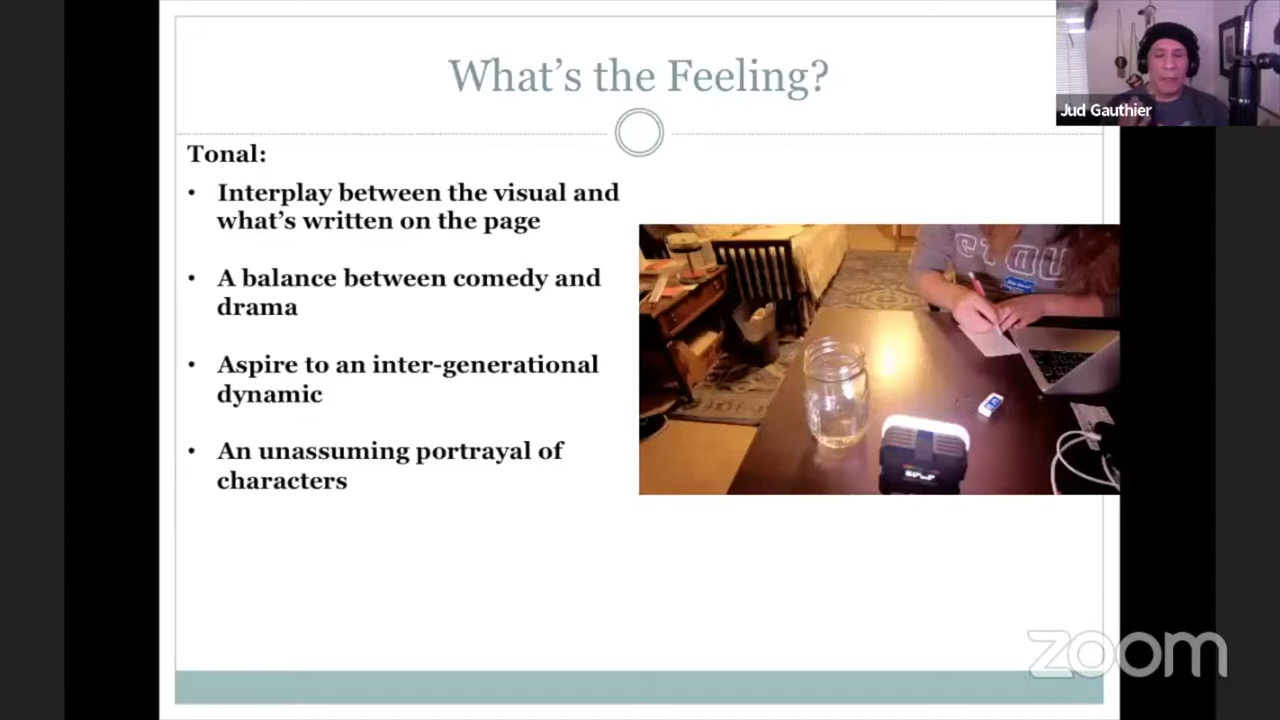 What's the Feeling?
Jud Gauthier
Tonal:
• Interplay between the visual and
what's written on the page
• A balance between comedy and
drama
• Aspire to an inter-generational
dynamic
• An unassuming portrayal of
characters
zoom